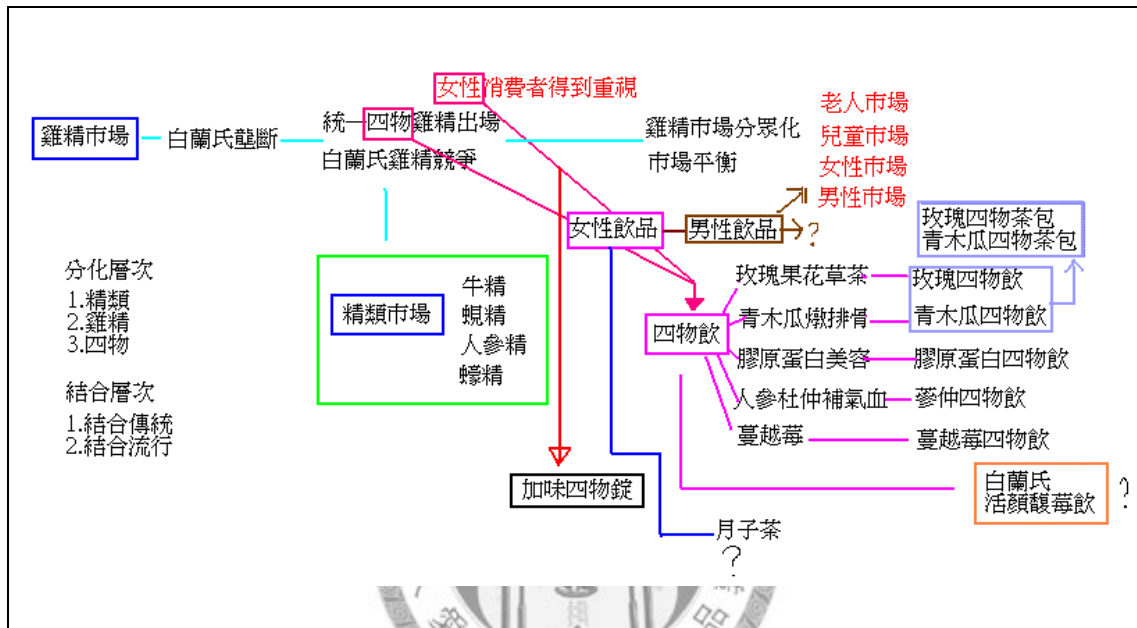 女性消費者得到重視
老人市場
兒童市場
女性市場
男性市場
雞精市場
白蘭氏壟斷
統一四物雞精出場
白蘭氏雞精競爭
雞精市場分眾化
市場平衡
女性飲品
男性飲品
?
玫瑰四物茶包
青木瓜四物茶包
分化層次
1.精類
2.雞精
3.四物
結合層次
1.結合傳統
2.結合流行
精類市場
牛精
蜆精
人參精
蠔精
四物飲
玫瑰果花草茶
玫瑰四物飲
青木瓜燉排骨
青木瓜四物飲
膠原蛋白美容
膠原蛋白四物飲
人參杜仲補氣血
蔘仲四物飲
蔓越莓
蔓越莓四物飲
加味四物錠
白蘭氏
活顏馥莓飲
?
月子茶
?
品